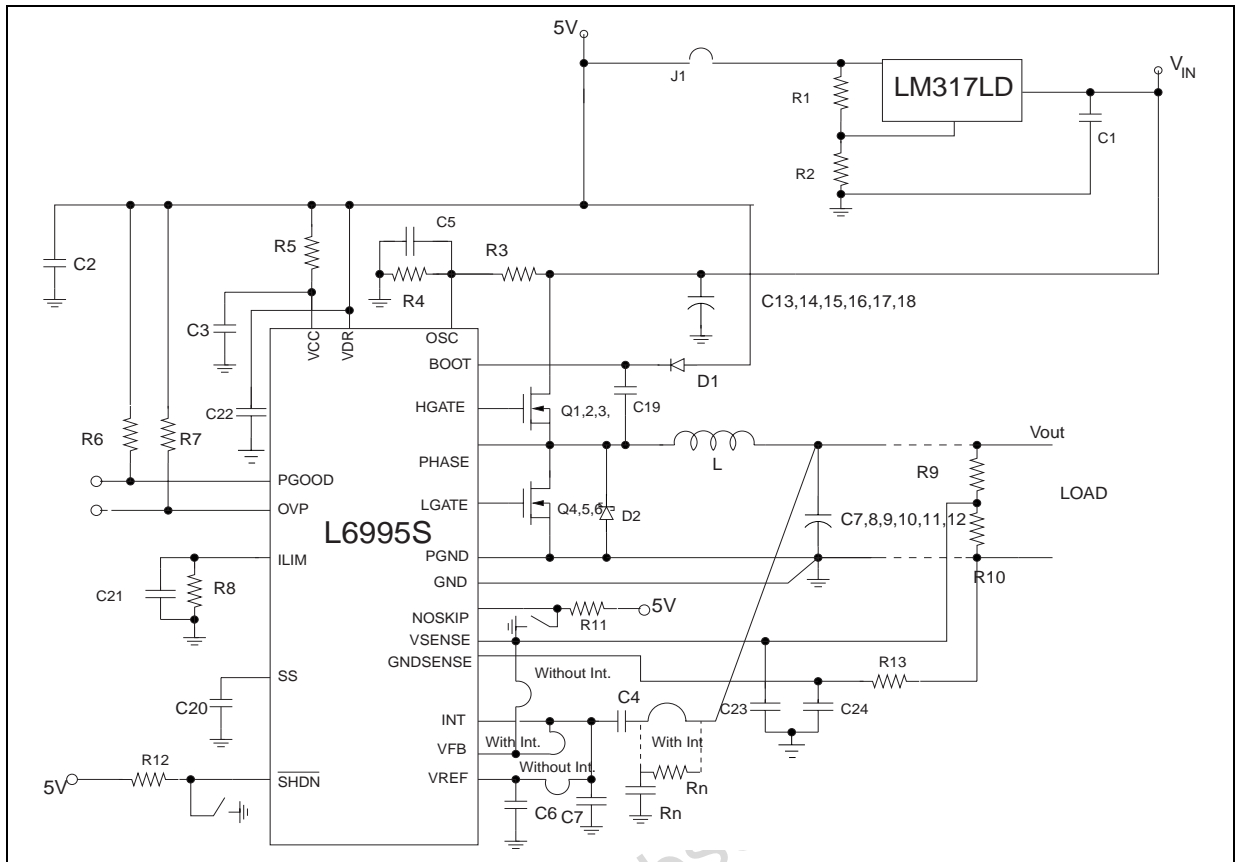 5V
J1
R1
LM317LD
VIN
C1
R2
C2
R5
C5
R3
R4
C13,14,15,16,17,18
C3
VCC
VDR
OSC
BOOT
D1
C22
HGATE
Q1,2,3,
C19
R6
R7
PHASE
L
Vout
R9
LOAD
PGOOD
LGATE
Q4,5,6
D2
C7,8,9,10,11,12
OVP
L6995S
PGND
R10
ILIM
GND
C21
R8
NOSKIP
R11
5V
VSENSE
GNDSENSE
Without Int.
R13
SS
C20
C4
C23
C24
INT
With Int.
With Int
VFB
Without Int.
R12
5V
SHDN
VREF
Rn
C6
C7
Rn